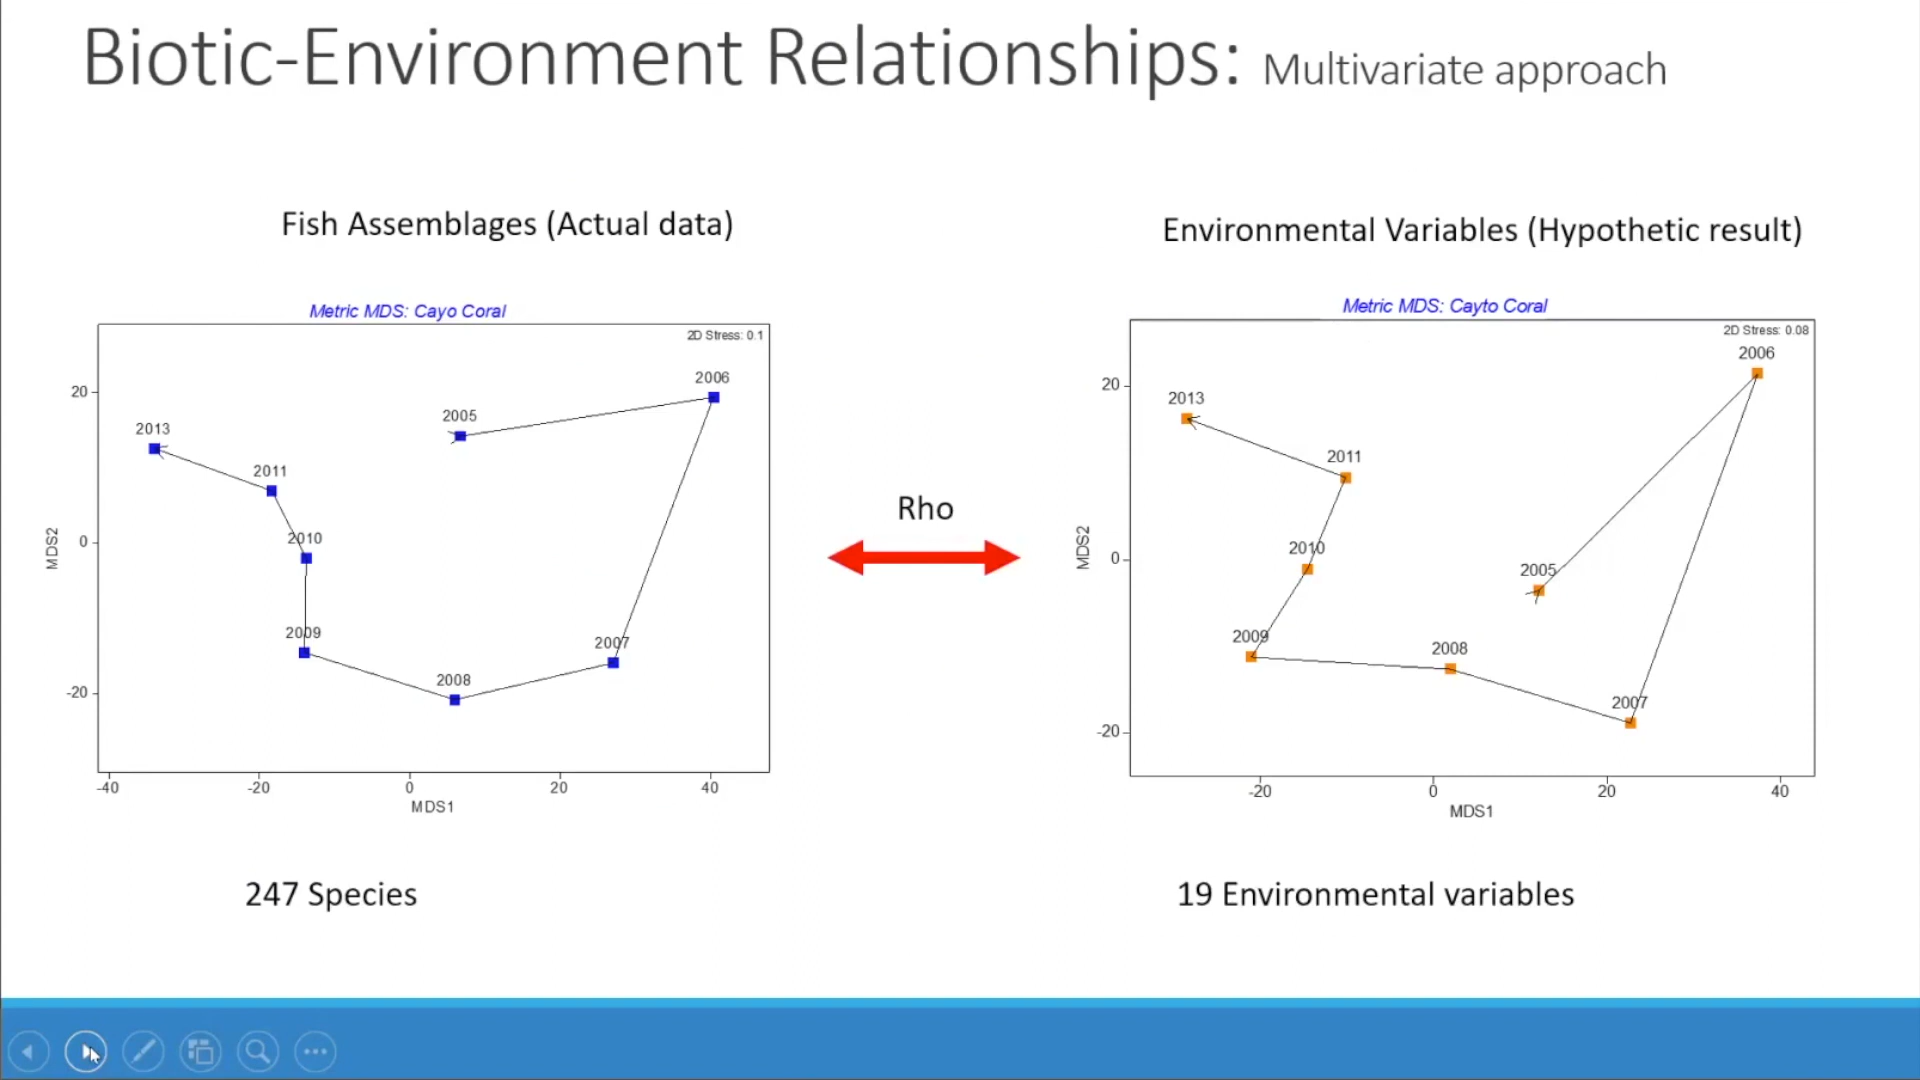 Biotic-Environment Relationships: Multivariate approach
Fish Assemblages (Actual data)
Metric MDS: Cayo Coral
2D Stress: 0.1
2006
2005
2013
2011
2010
2009
2007
2008
20
0
-20
MDS2
-40
-20
0
20
40
MDS1
247 Species
Rho
Environmental Variables (Hypothetic result)
Metric MDS: Cayto Coral
2D Stress: 0.08
2006
2013
2011
2010
2005
2009
2008
2007
20
0
-20
MDS2
-20
0
20
40
MDS1
19 Environmental variables